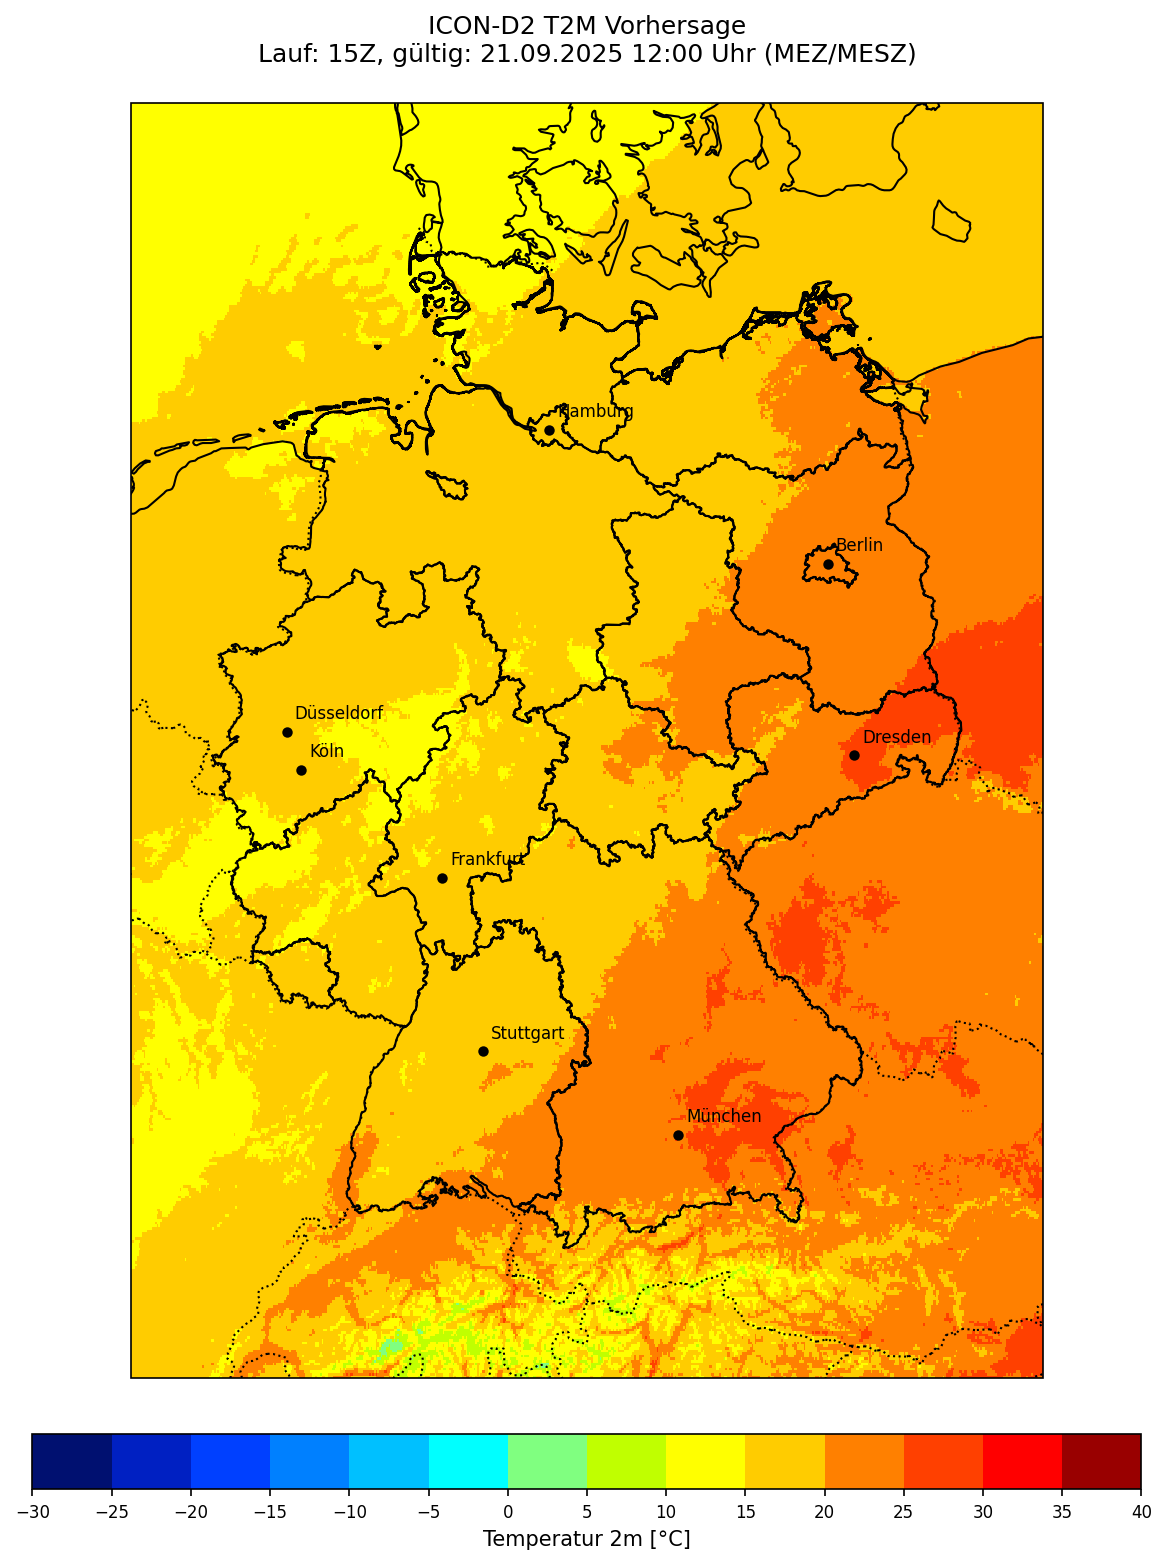 ICON-D2 T2M Vorhersage
Lauf: 15Z, gültig: 21.09.2025 12:00 Uhr (MEZ/MESZ)
Hamburg
Berlin
Düsseldorf
Dresden
Köln
Frankfurt
Stuttgart
München
−30 −25 −20 −15 −10 −5 0 5 10 15 20 25 30 35 40
Temperatur 2m [°C]